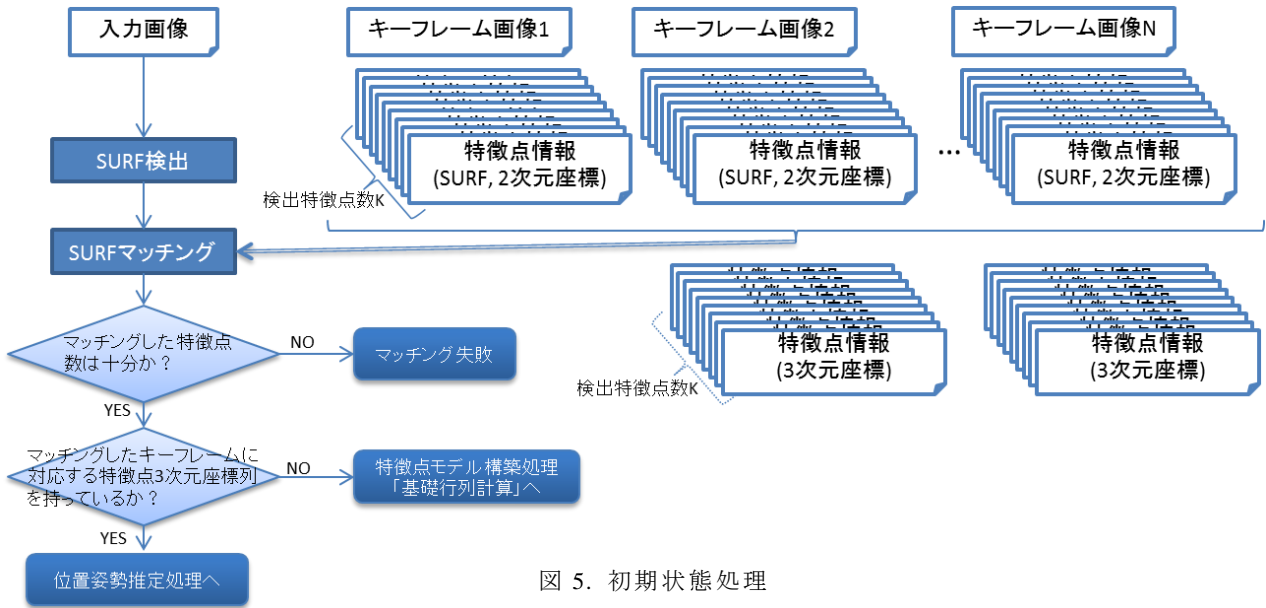 入力画像
キーフレーム画像1
キーフレーム画像2
キーフレーム画像N
SURF検出
特徴点情報
(SURF, 2次元座標)
検出特徴点数K
特徴点情報
(SURF, 2次元座標)
...
特徴点情報
(SURF, 2次元座標)
SURFマッチング
マッチングした特徴点
数は十分か？
NO
マッチング失敗
特徴点情報
特徴点情報
(3次元座標)
検出特徴点数K
特徴点情報
特徴点情報
(3次元座標)
YES
マッチングしたキーフレームに
対応する特徴点3次元座標列
を持っているか？
NO
特徴点モデル構築処理
「基礎行列計算」へ
YES
位置姿勢推定処理へ
図 5. 初期状態処理